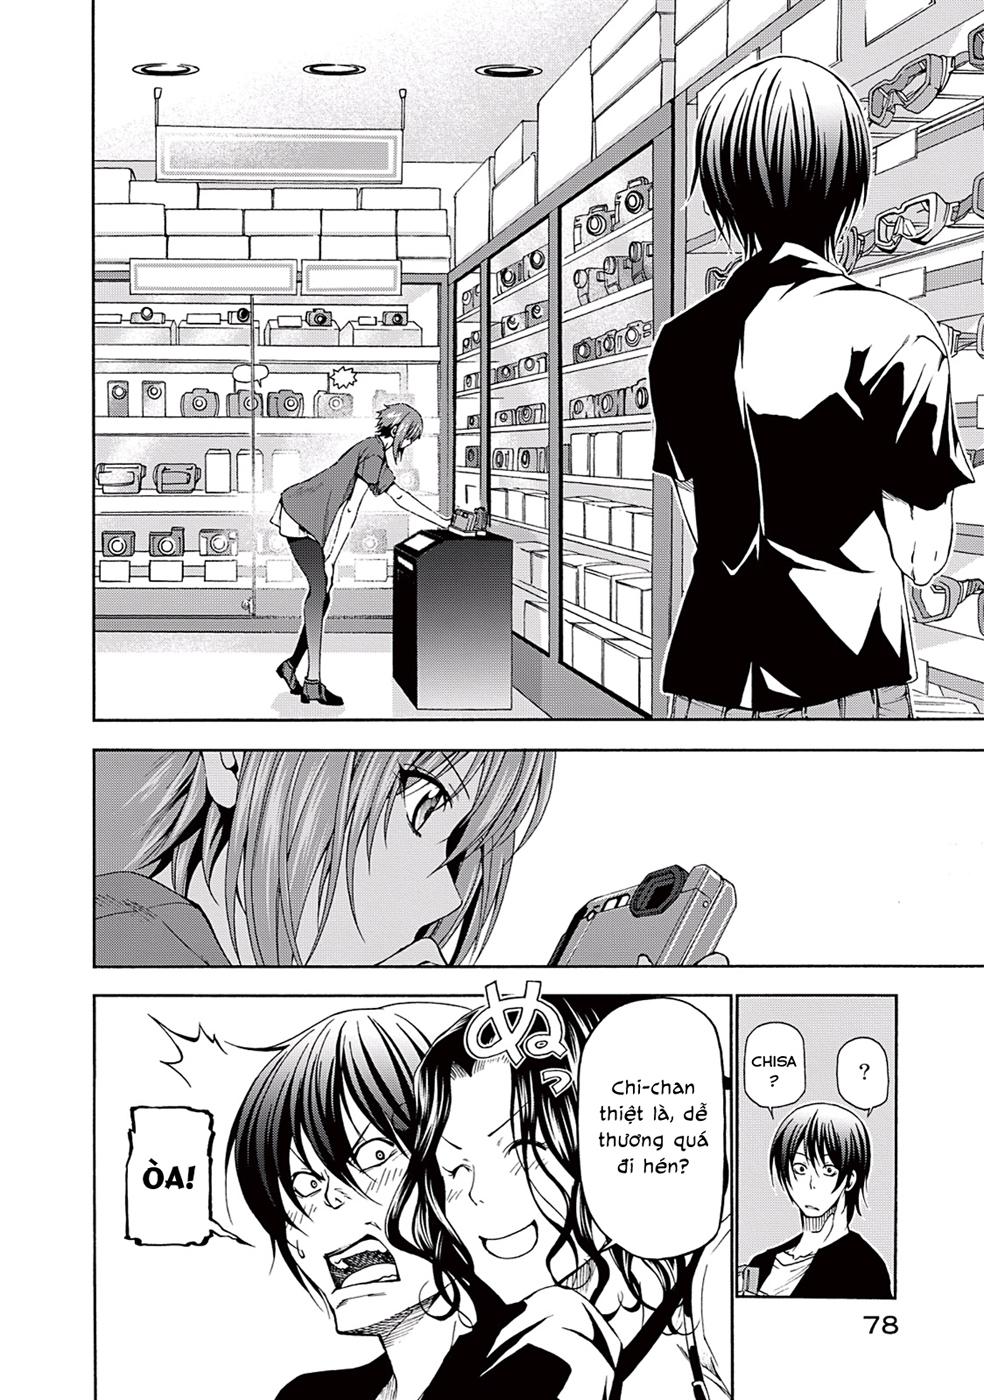 ?
CHISA
?
Chi-chan
thiệt là, dễ
thương quá
đi hén?
ぬっ
ÒA!
78